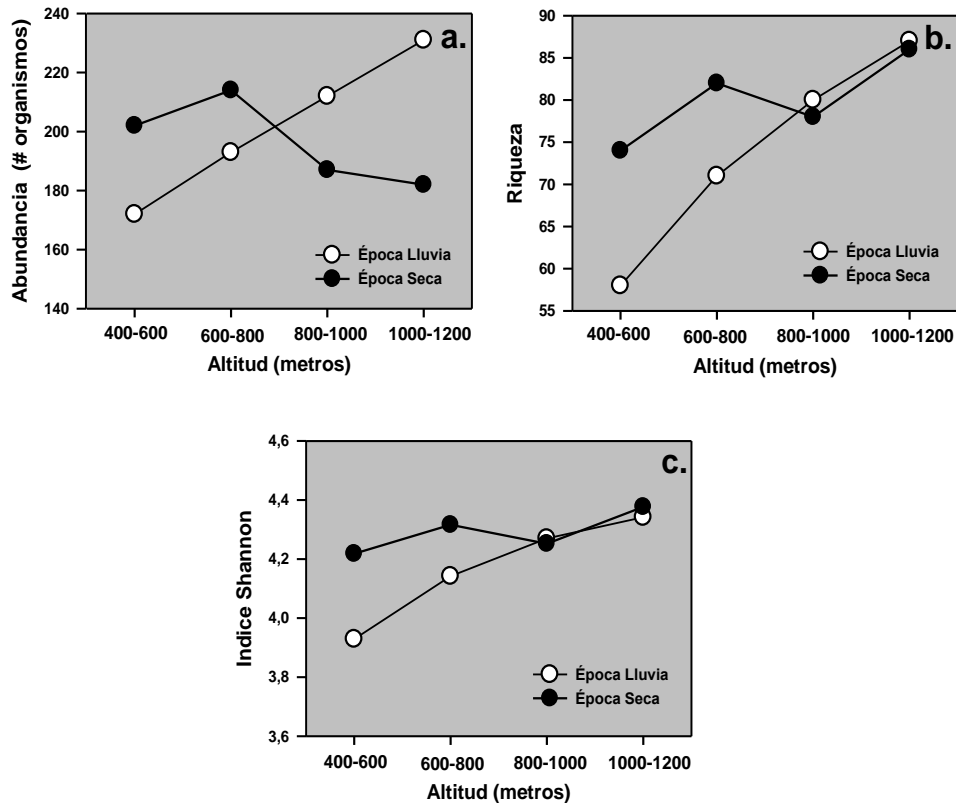 a.
Abundancia (# organismos)
240
220
200
180
160
140
Época Lluvia
Época Seca
400-600
600-800
800-1000
1000-1200
Altitud (metros)
b.
Riqueza
90
85
80
75
70
65
60
55
Época Lluvia
Época Seca
400-600
600-800
800-1000
1000-1200
Altitud (metros)
c.
Indice Shannon
4,6
4,4
4,2
4,0
3,8
3,6
Época Lluvia
Época Seca
400-600
600-800
800-1000
1000-1200
Altitud (metros)